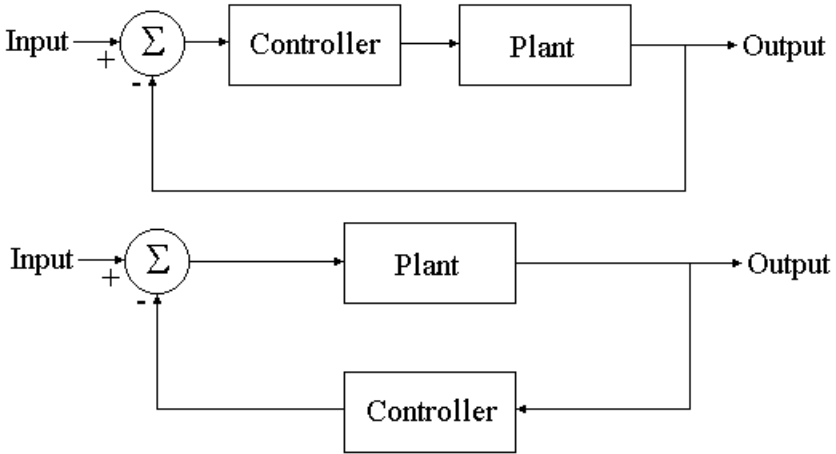 Input + - Σ Controller Plant Output
Input + - Σ Plant Output
Controller